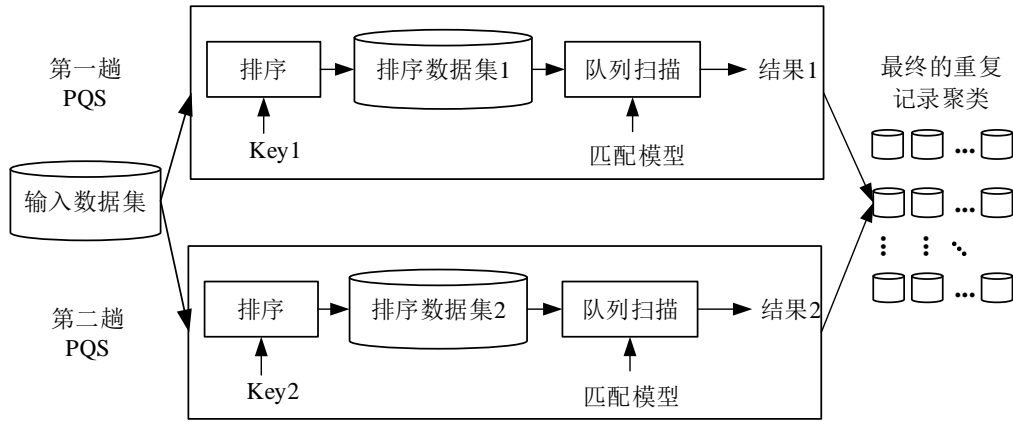 第一趟
PQS
排序
排序数据集1
队列扫描
结果1
Key1
匹配模型
最终的重复
记录聚类
输入数据集
第二趟
PQS
排序
排序数据集2
队列扫描
结果2
Key2
匹配模型